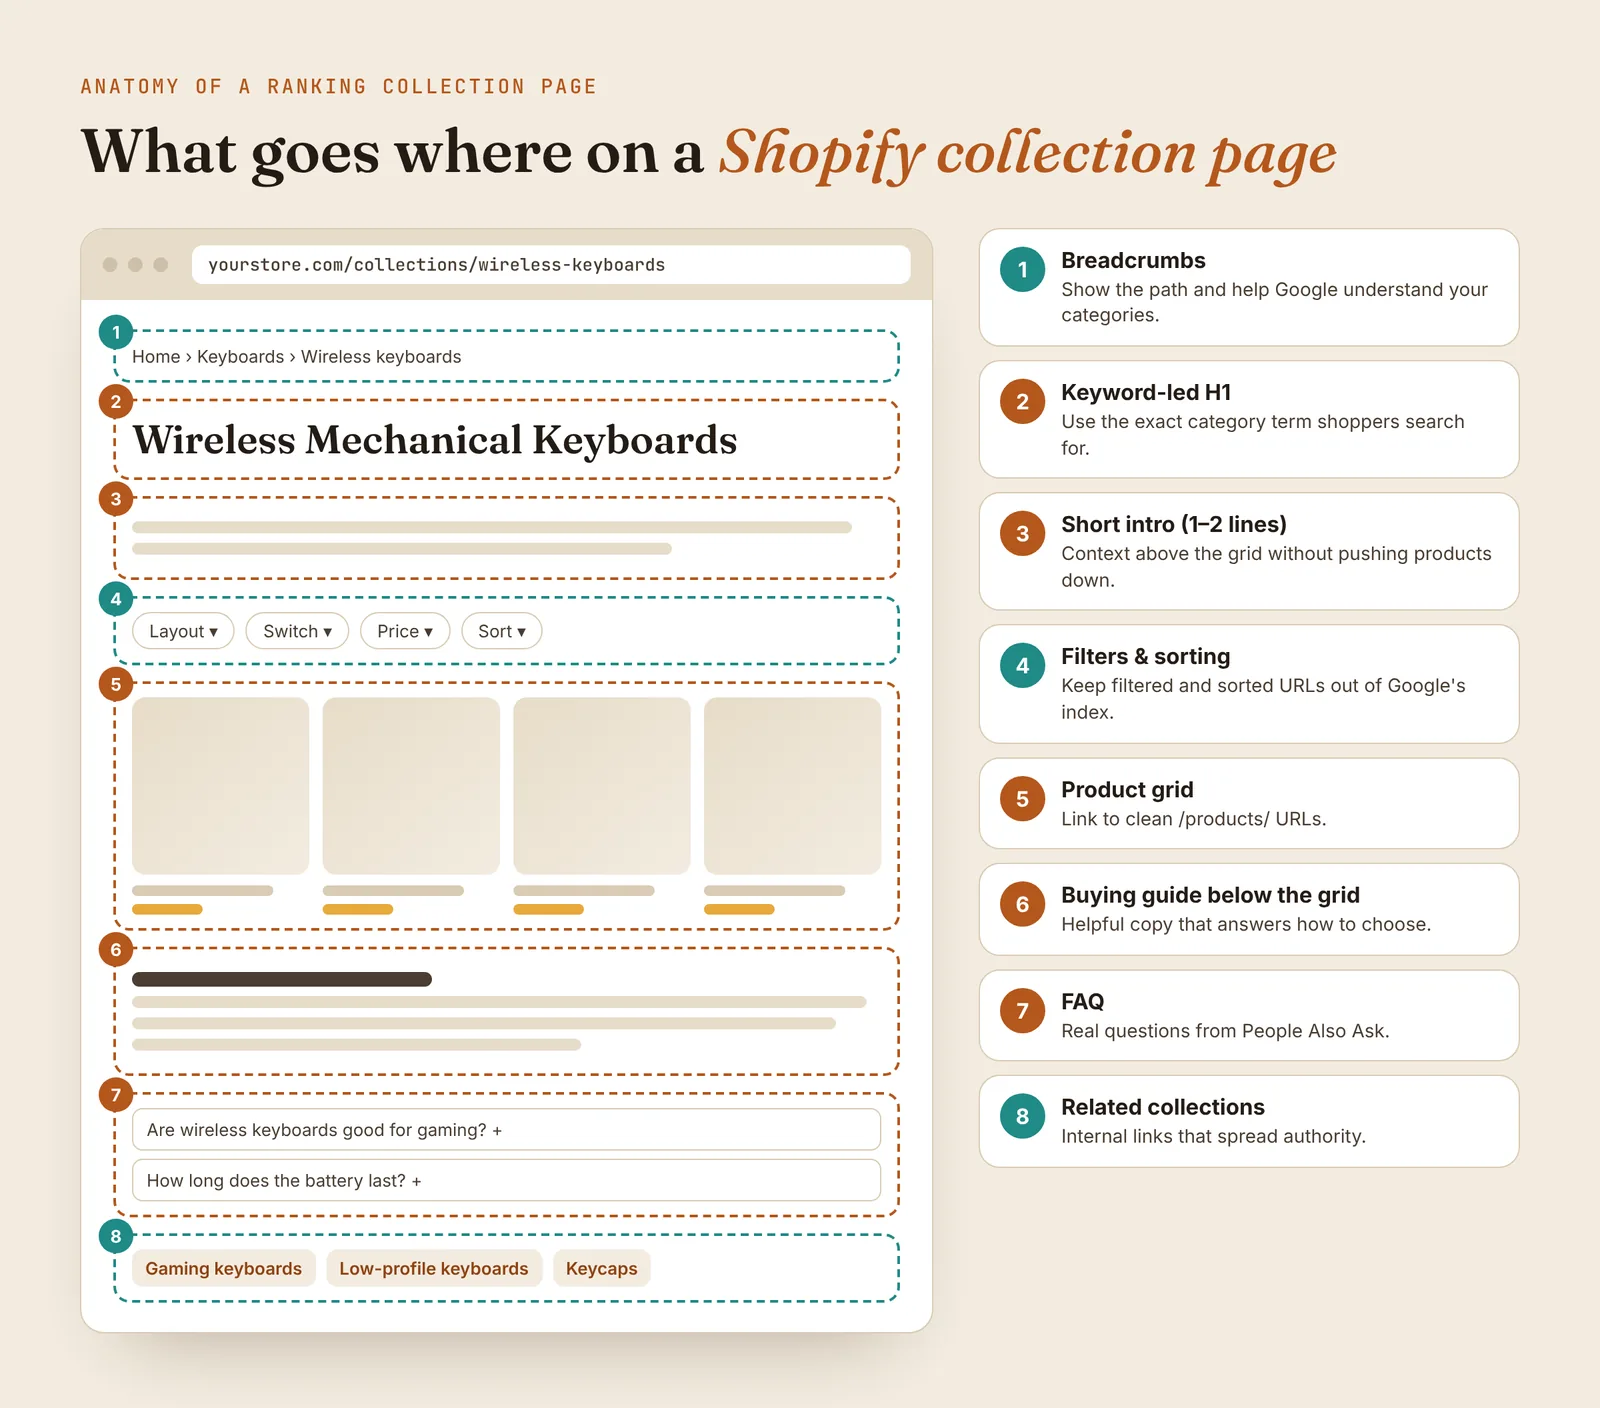 ANATOMY OF A RANKING COLLECTION PAGE
What goes where on a Shopify collection page
yourstore.com/collections/wireless-keyboards
1
Home › Keyboards › Wireless keyboards
2
Wireless Mechanical Keyboards
3
4
Layout ▾ Switch ▾ Price ▾ Sort ▾
5
6
7
Are wireless keyboards good for gaming? +
How long does the battery last? +
8
Gaming keyboards Low-profile keyboards Keycaps
1
Breadcrumbs
Show the path and help Google understand your
categories.
2
Keyword-led H1
Use the exact category term shoppers search
for.
3
Short intro (1–2 lines)
Context above the grid without pushing products
down.
4
Filters & sorting
Keep filtered and sorted URLs out of Google's
index.
5
Product grid
Link to clean /products/ URLs.
6
Buying guide below the grid
Helpful copy that answers how to choose.
7
FAQ
Real questions from People Also Ask.
8
Related collections
Internal links that spread authority.